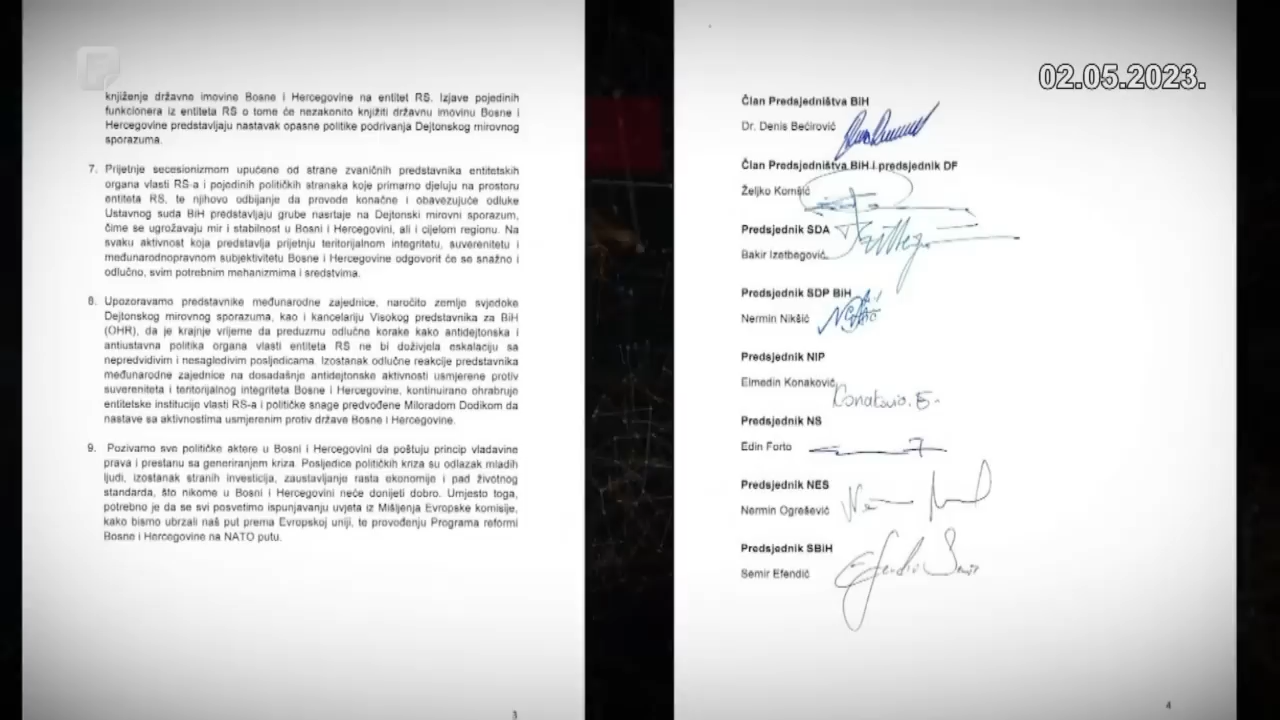 02.05.2023.
knjiženje državne imovine Bosne i Hercegovine na entitet RS. Izjave pojedinih
funkcionera iz entiteta RS o tome će nezakonito knjižiti državnu imovinu Bosne i
Hercegovine predstavljaju nastavak opasne politike podrivanja Dejtonskog mirovnog
sporazuma.
7. Prijetnje secesionizmom upućene od strane zvaničnih predstavnika entitetskih
organa vlasti RS-a i pojedinih političkih stranaka koje primarno djeluju na prostoru
entiteta RS, te njihovo odbijanje da provode konačne i obavezujuće odluke
Ustavnog suda BiH predstavljaju grube nasrtaje na Dejtonski mirovni sporazum,
čime se ugrožavaju mir i stabilnost u Bosni i Hercegovini, ali i cijelom regionu. Na
svaku aktivnost koja predstavlja prijetnju teritorijalnom integritetu, suverenitetu i
međunarodnopravnom subjektivitetu Bosne i Hercegovine odgovorit će se snažno i
odlučno, svim potrebnim mehanizmima i sredstvima.
8. Upozoravamo predstavnike međunarodne zajednice, naročito zemlje svjedoke
Dejtonskog mirovnog sporazuma, kao i kancelariju Visokog predstavnika za BiH
(OHR), da je krajnje vrijeme da preduzmu odlučne korake kako antidejtonska i
antiustavna politika organa vlasti entiteta RS ne bi doživjela eskalaciju sa
nepredvidivim i nesagledivim posljedicama. Izostanak odlučne reakcije predstavnika
međunarodne zajednice na dosadašnje antidejtonske aktivnosti usmjerene protiv
suvereniteta i teritorijalnog integriteta Bosne i Hercegovine, kontinuirano ohrabruje
entitetske institucije vlasti RS-a i političke snage predvođene Miloradom Dodikom da
nastave sa aktivnostima usmjerenim protiv države Bosne i Hercegovine.
9. Pozivamo sve političke aktere u Bosni i Hercegovini da poštuju princip vladavine
prava i prestanu sa generiranjem kriza. Posljedice političkih kriza su odlazak mladih
ljudi, izostanak stranih investicija, zaustavljanje rasta ekonomije i pad životnog
standarda, što nikome u Bosni i Hercegovini neće donijeti dobro. Umjesto toga,
potrebno je da se svi posvetimo ispunjavanju uvjeta iz Mišljenja Evropske komisije,
kako bismo ubrzali naš put prema Evropskoj uniji, te provođenju Programa reformi
Bosne i Hercegovine na NATO putu.
3
Član Predsjedništva BiH
Dr. Denis Bećirović
Član Predsjedništva BiH i predsjednik DF
Željko Komšić
Predsjednik SDA
Bakir Izetbegović
Predsjednik SDP BiH
Nermin Nikšić
Predsjednik NIP
Elmedin Konaković
Predsjednik NS
Edin Forto
Predsjednik NES
Nermin Ogrešević
Predsjednik SBiH
Semir Efendić
4